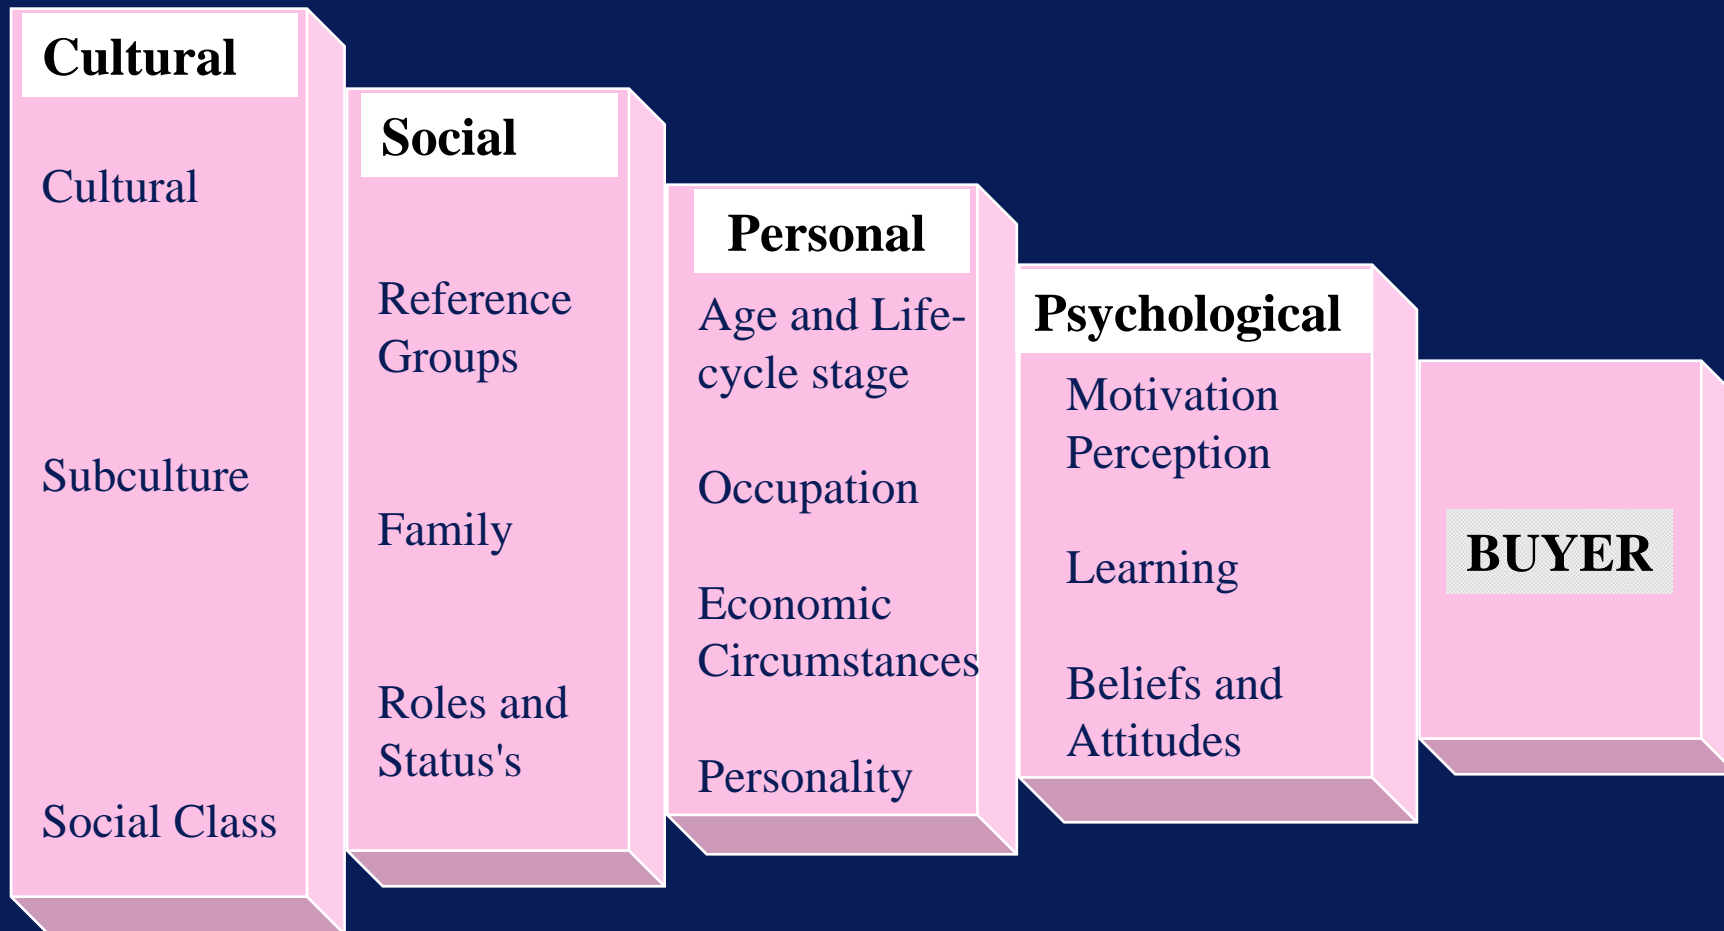 Cultural
Cultural
Subculture
Social Class
Social
Reference
Groups
Family
Roles and
Status's
Personal
Age and Life-
cycle stage
Occupation
Economic
Circumstances
Personality
Psychological
Motivation
Perception
Learning
Beliefs and
Attitudes
BUYER